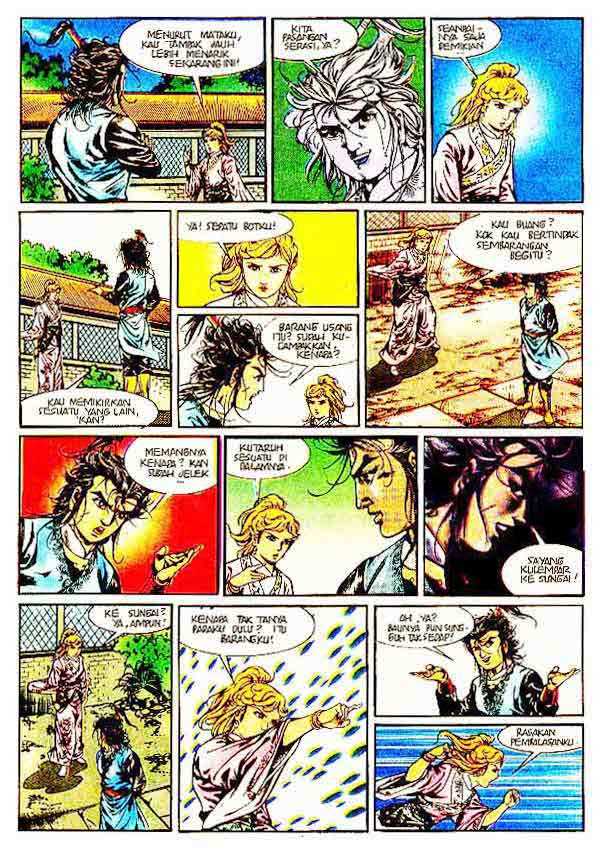 MENURUT MATAKU,
KAU TAMPAK JAUH
LEBIH MENARIK
SEKARANG INI!
KITA
PASANGAN
SERASI, YA?
SEANDAI-
NYA SAJA
DEMIKIAN
KAU MEMIKIRKAN
SESUATU YANG LAIN,
'KAN?
YA! SEPATU BOTKU!
BARANG USANG
ITU? SUDAH KU-
CAMPAKKAN,
KENAPA?
KAU BUANG?
KOK KAU BERTINDAK
SEMBARANGAN
BEGITU?
MEMANGNYA
KENAPA? KAN
SUDAH JELEK...
KUTARUH
SESUATU DI
DALAMNYA.
SAYANG
KULEMPAR
KE SUNGAI!
KE SUNGAI?
YA, AMPUN!
KENAPA TAK TANYA
PADAKU DULU? ITU
BARANGKU!
AH, YA?
BAUNYA PUN SUNG-
GUH TAK SEDAP!
RASAKAN
PEMBALASANKU